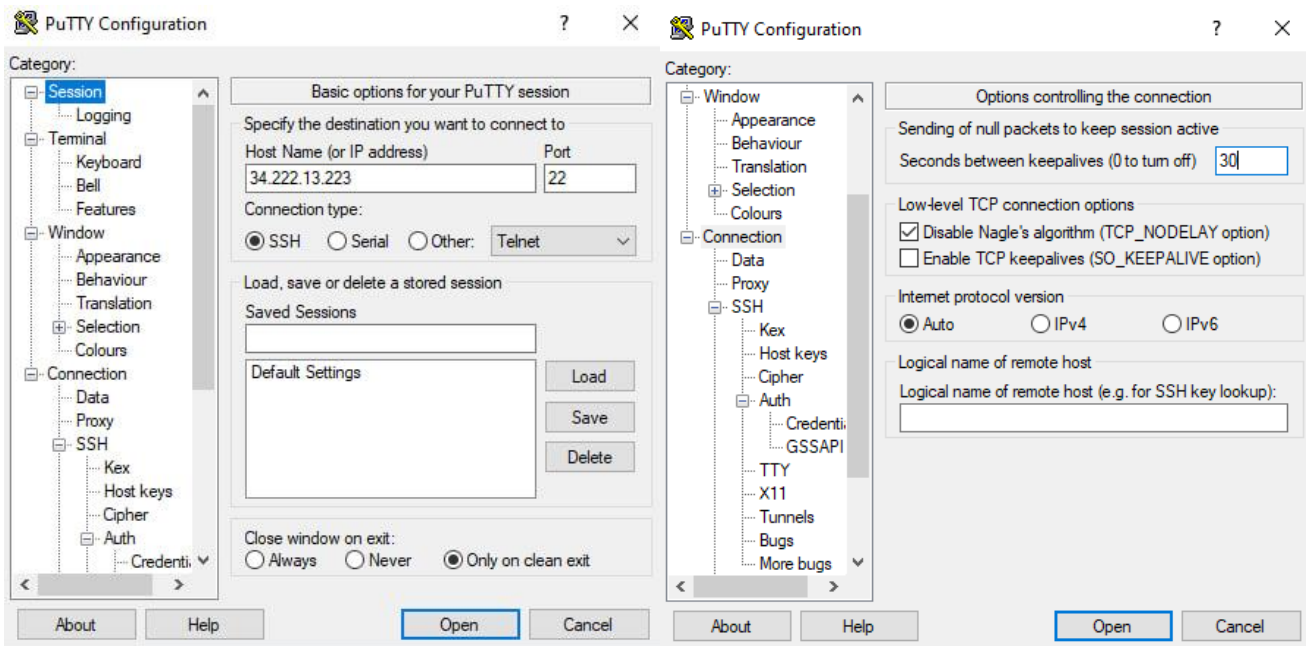 PuTTY Configuration ? ×
Category:
Session
Logging
Terminal
Keyboard
Bell
Features
Window
Appearance
Behaviour
Translation
Selection
Colours
Connection
Data
Proxy
SSH
Kex
Host keys
Cipher
Auth
Credenti
Basic options for your PuTTY session
Specify the destination you want to connect to
Host Name (or IP address) Port
34.222.13.223 22
Connection type:
SSH Serial Other: Telnet
Load, save or delete a stored session
Saved Sessions
Default Settings
Load
Save
Delete
Close window on exit:
Always Never Only on clean exit
About Help Open Cancel
PuTTY Configuration ? ×
Category:
Window
Appearance
Behaviour
Translation
Selection
Colours
Connection
Data
Proxy
SSH
Kex
Host keys
Cipher
Auth
Credenti
GSSAPI
TTY
X11
Tunnels
Bugs
More bugs
Options controlling the connection
Sending of null packets to keep session active
Seconds between keepalives (0 to turn off) 30
Low-level TCP connection options
Disable Nagle's algorithm (TCP_NODELAY option)
Enable TCP keepalives (SO_KEEPALIVE option)
Internet protocol version
Auto IPv4 IPv6
Logical name of remote host
Logical name of remote host (e.g. for SSH key lookup):
About Help Open Cancel